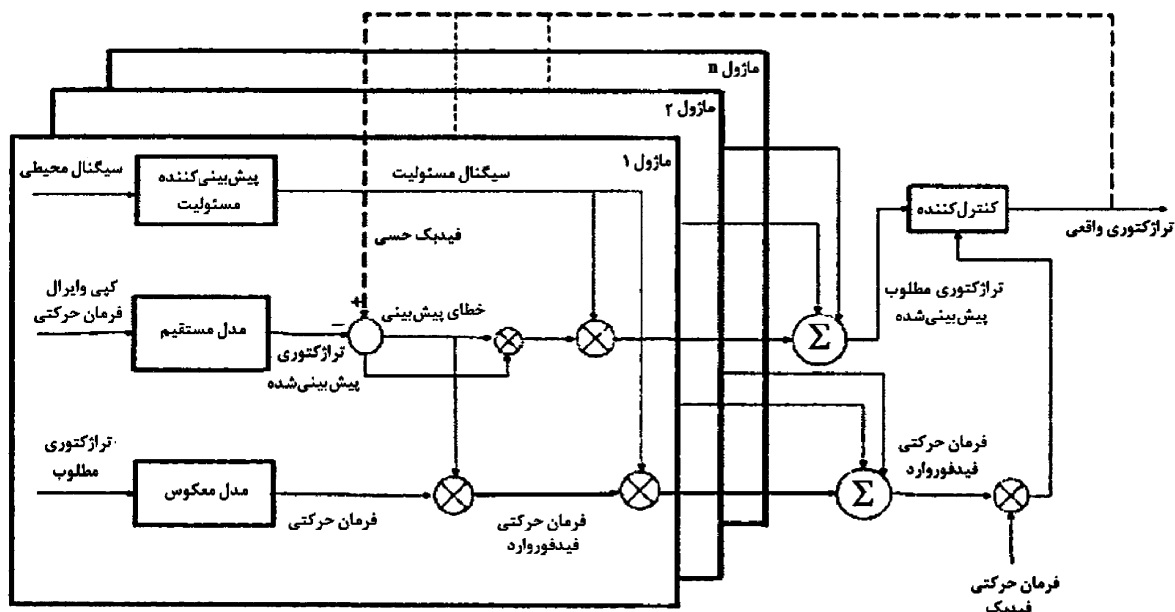 ماژول n
ماژول ۲
ماژول ۱
سیگنال محیطی
پیش‌بینی‌کننده
مسئولیت
سیگنال مسئولیت
فیدبک حسی
کنترل‌کننده
تراژکتوری واقعی
کپی وابرال
فرمان حرکتی
مدل مستقیم
+
−
خطای پیش‌بینی
تراژکتوری
پیش‌بینی‌شده
Σ
تراژکتوری مطلوب
پیش‌بینی‌شده
تراژکتوری
مطلوب
مدل معکوس
فرمان حرکتی
فرمان حرکتی
فیدفوروارد
Σ
فرمان حرکتی
فیدفوروارد
فرمان حرکتی
فیدبک